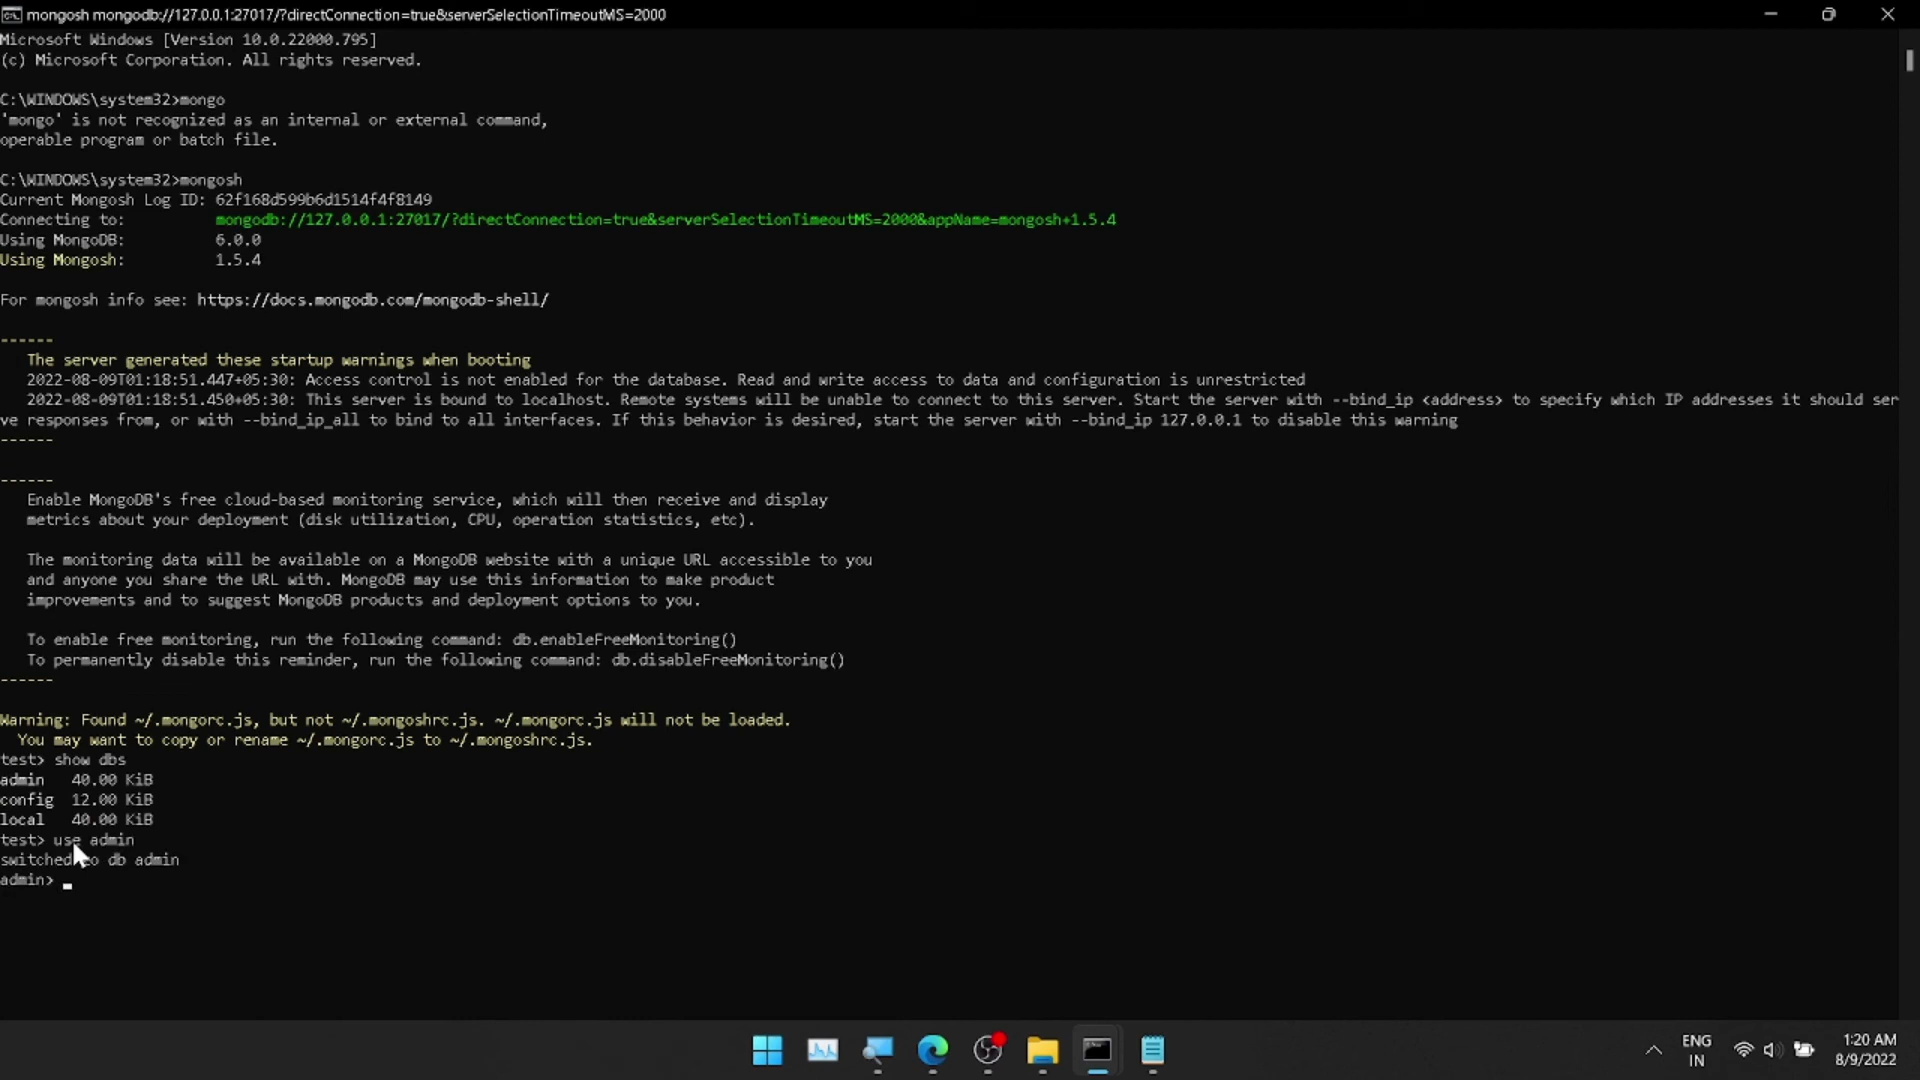 mongosh mongodb://127.0.0.1:27017/?directConnection=true&serverSelectionTimeoutMS=2000
Microsoft Windows [Version 10.0.22000.795]
(c) Microsoft Corporation. All rights reserved.
C:\WINDOWS\system32>mongo
'mongo' is not recognized as an internal or external command,
operable program or batch file.
C:\WINDOWS\system32>mongosh
Current Mongosh Log ID: 62f168d599b6d1514f4f8149
Connecting to: mongodb://127.0.0.1:27017/?directConnection=true&serverSelectionTimeoutMS=2000&appName=mongosh+1.5.4
Using MongoDB: 6.0.0
Using Mongosh: 1.5.4
For mongosh info see: https://docs.mongodb.com/mongodb-shell/
------
The server generated these startup warnings when booting
2022-08-09T01:18:51.447+05:30: Access control is not enabled for the database. Read and write access to data and configuration is unrestricted
2022-08-09T01:18:51.450+05:30: This server is bound to localhost. Remote systems will be unable to connect to this server. Start the server with --bind_ip <address> to specify which IP addresses it should ser
ve responses from, or with --bind_ip_all to bind to all interfaces. If this behavior is desired, start the server with --bind_ip 127.0.0.1 to disable this warning
------
------
Enable MongoDB's free cloud-based monitoring service, which will then receive and display
metrics about your deployment (disk utilization, CPU, operation statistics, etc).
The monitoring data will be available on a MongoDB website with a unique URL accessible to you
and anyone you share the URL with. MongoDB may use this information to make product
improvements and to suggest MongoDB products and deployment options to you.
To enable free monitoring, run the following command: db.enableFreeMonitoring()
To permanently disable this reminder, run the following command: db.disableFreeMonitoring()
------
Warning: Found ~/.mongorc.js, but not ~/.mongoshrc.js. ~/.mongorc.js will not be loaded.
You may want to copy or rename ~/.mongorc.js to ~/.mongoshrc.js.
test> show dbs
admin 40.00 KiB
config 12.00 KiB
local 40.00 KiB
test> use admin
switched to db admin
admin>
ENG
IN
1:20 AM
8/9/2022